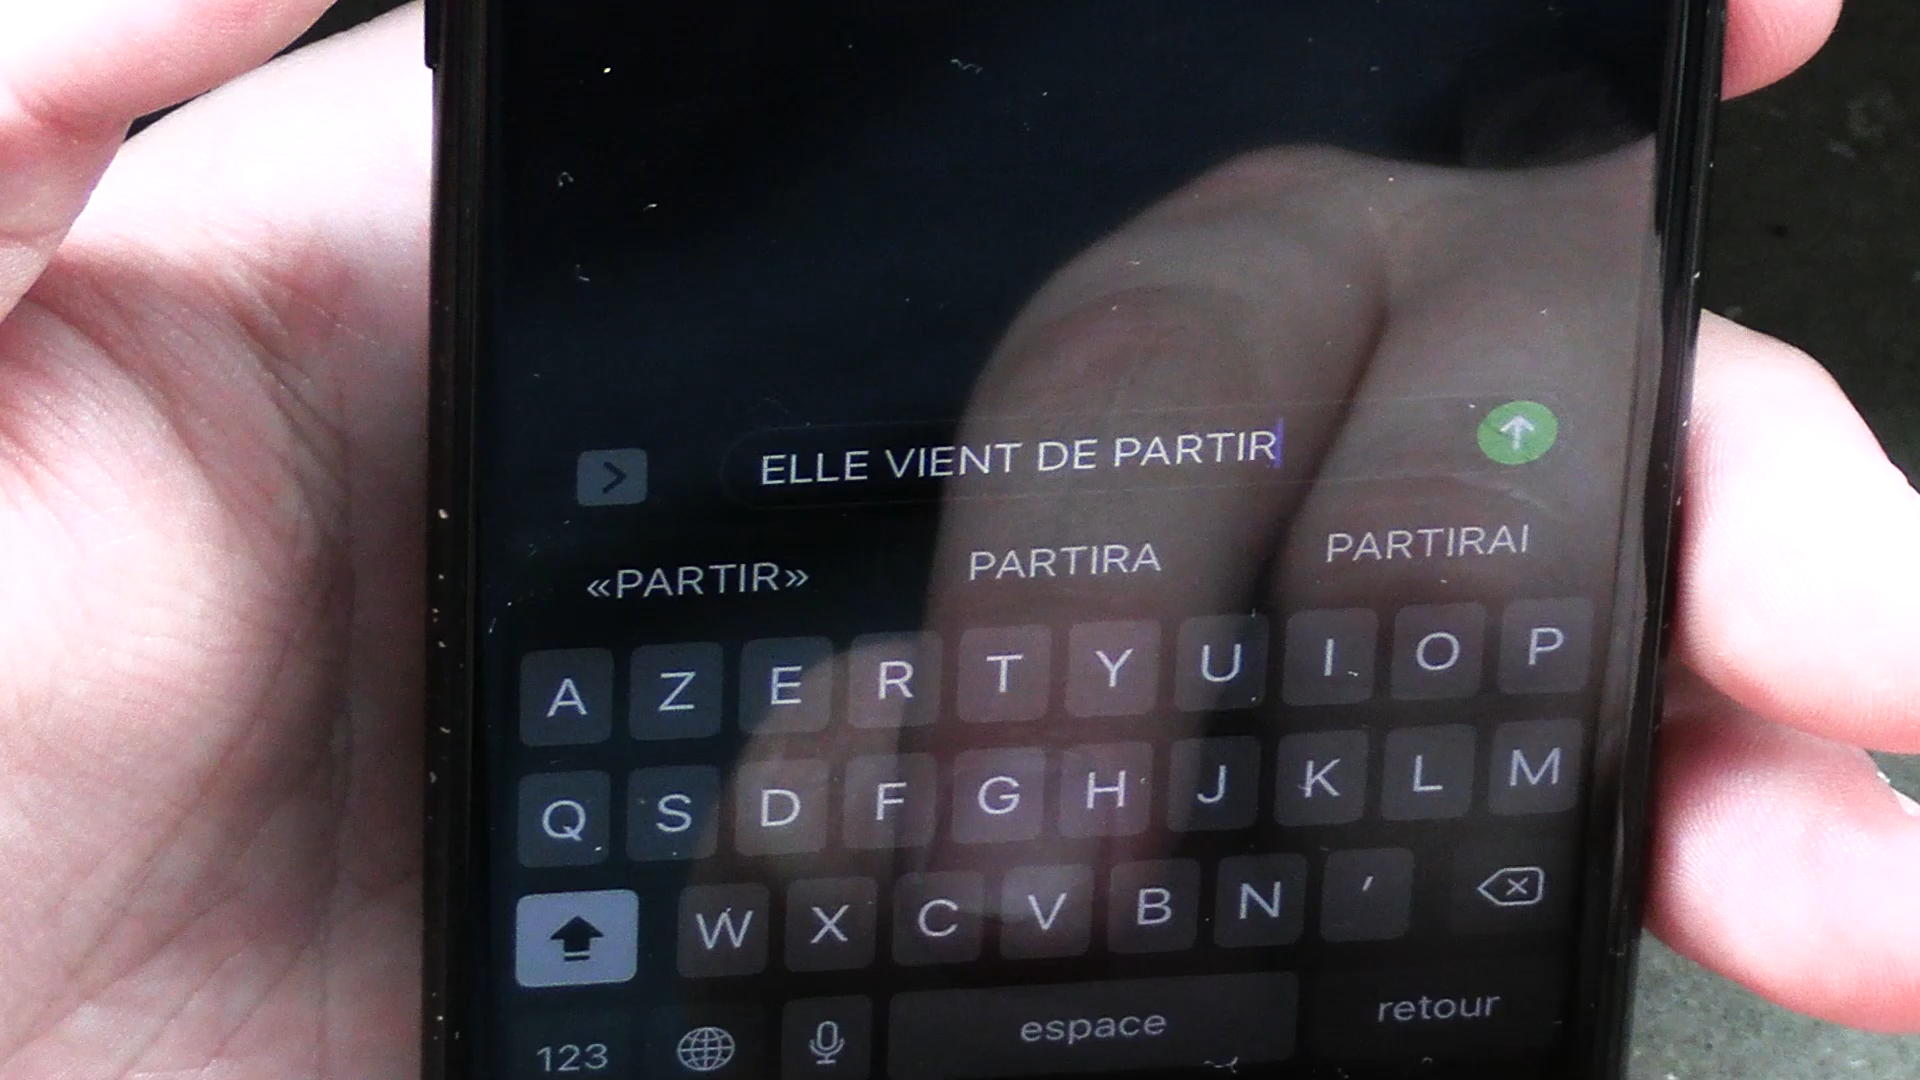 ELLE VIENT DE PARTIR
«PARTIR» PARTIRA PARTIRAI
A Z E R T Y U I O P
Q S D F G H J K L M
W X C V B N ’
123 espace retour